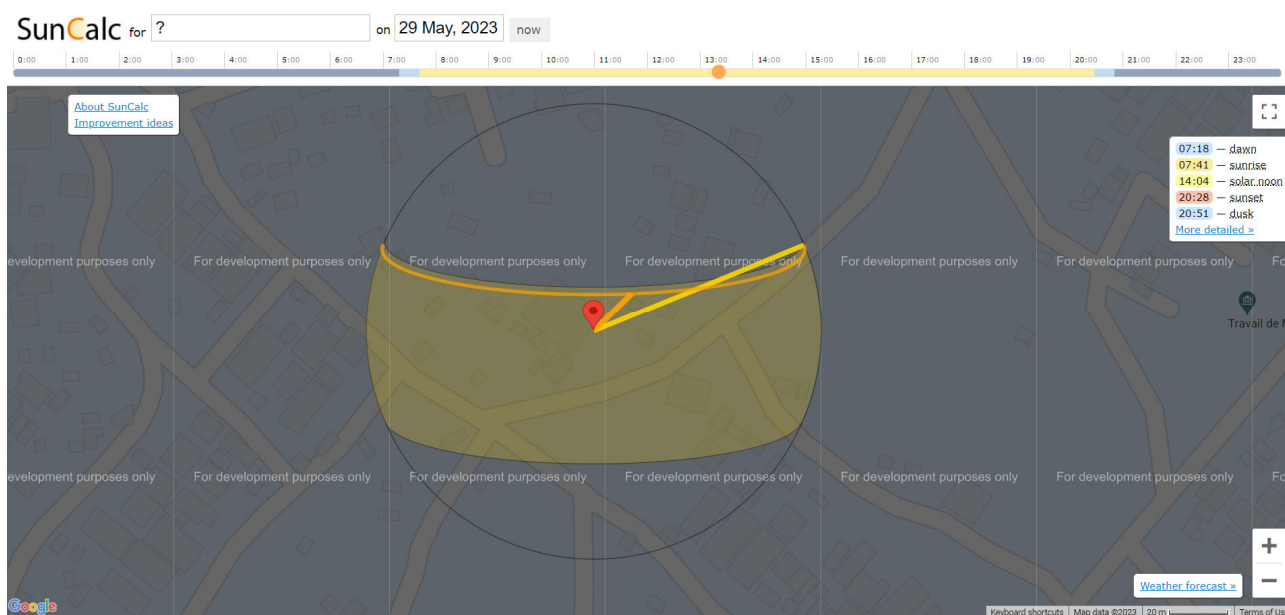 SunCalc for ? on 29 May, 2023 now
0:00 1:00 2:00 3:00 4:00 5:00 6:00 7:00 8:00 9:00 10:00 11:00 12:00 13:00 14:00 15:00 16:00 17:00 18:00 19:00 20:00 21:00 22:00 23:00
About SunCalc
Improvement ideas
07:18 — dawn
07:41 — sunrise
14:04 — solar noon
20:28 — sunset
20:51 — dusk
More detailed »
evelopment purposes only For development purposes only For development purposes only For development purposes only For development purposes only For development purposes only Fo
Travail de M
evelopment purposes only For development purposes only For development purposes only For development purposes only For development purposes only For development purposes only Fo
Weather forecast »
Google
Keyboard shortcuts Map data ©2023 20 m Terms of Us